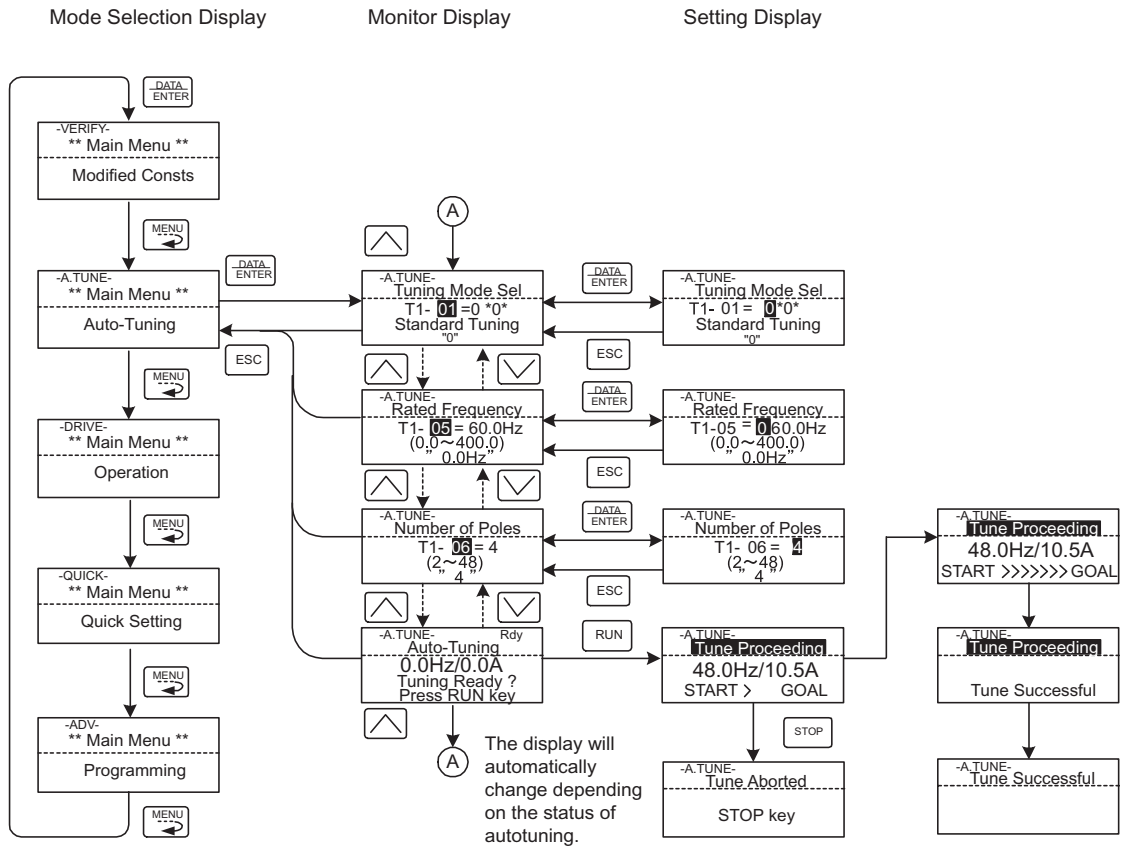 Mode Selection Display
Monitor Display
Setting Display
DATA
ENTER
-VERIFY-
** Main Menu **
Modified Consts
MENU
-A.TUNE-
** Main Menu **
Auto-Tuning
MENU
-DRIVE-
** Main Menu **
Operation
MENU
-QUICK-
** Main Menu **
Quick Setting
MENU
-ADV-
** Main Menu **
Programming
MENU
DATA
ENTER
ESC
A
-A.TUNE-
Tuning Mode Sel
T1- 01 =0 *0*
Standard Tuning
"0"
-A.TUNE-
Rated Frequency
T1- 05 = 60.0Hz
(0.0~400.0)
" 0.0Hz"
-A.TUNE-
Number of Poles
T1- 06 = 4
(2~48)
" 4 "
-A.TUNE- Rdy
Auto-Tuning
0.0Hz/0.0A
Tuning Ready ?
Press RUN key
A
The display will
automatically
change depending
on the status of
autotuning.
DATA
ENTER
ESC
DATA
ENTER
ESC
DATA
ENTER
ESC
RUN
-A.TUNE-
Tuning Mode Sel
T1- 01 = 0 *0*
Standard Tuning
"0"
-A.TUNE-
Rated Frequency
T1-05 = 0 60.0Hz
(0.0~400.0)
" 0.0Hz"
-A.TUNE-
Number of Poles
T1- 06 = 4
(2~48)
" 4 "
-A.TUNE-
Tune Proceeding
48.0Hz/10.5A
START > GOAL
STOP
-A.TUNE-
Tune Aborted
STOP key
-A.TUNE-
Tune Proceeding
48.0Hz/10.5A
START >>>>>>> GOAL
-A.TUNE-
Tune Proceeding
Tune Successful
-A.TUNE-
Tune Successful